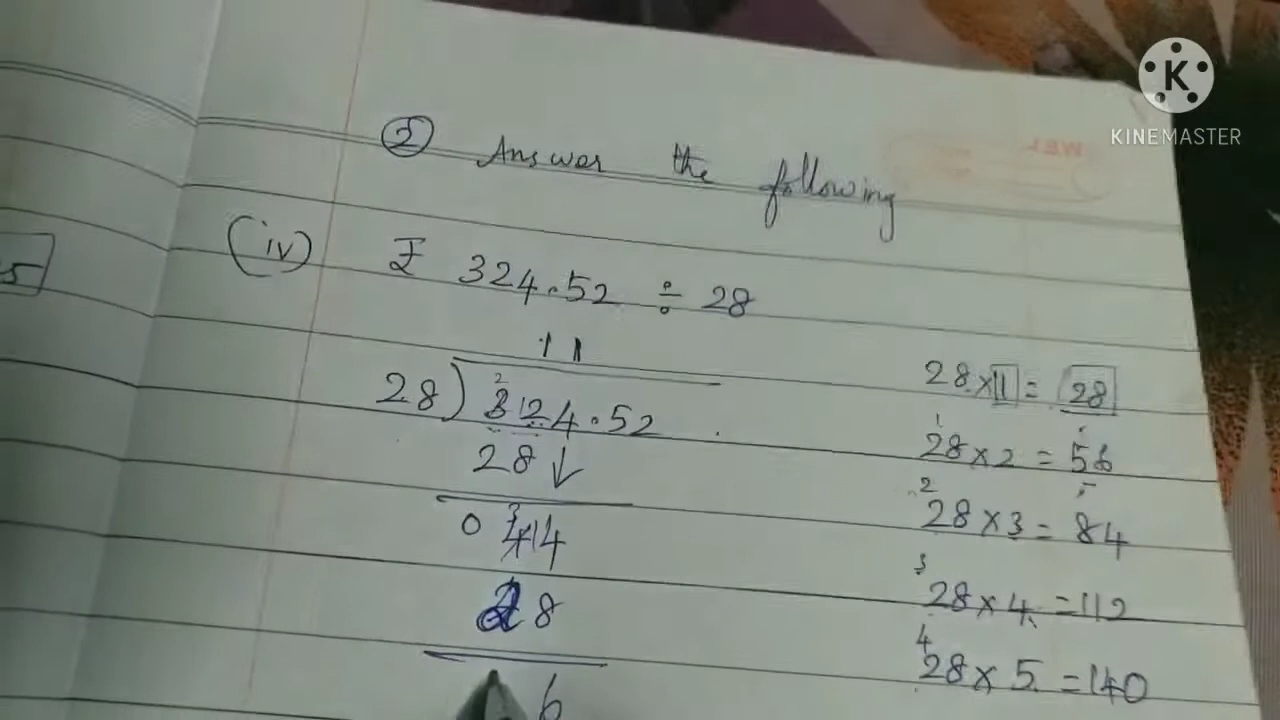 KINEMASTER
② Answer the following
(iv) ₹ 324.52 ÷ 28
11
28 ) 324.52
28 ↓
0 44
28
6
28 × 1 = 28
28 × 2 = 56
28 × 3 = 84
28 × 4 = 112
28 × 5 = 140